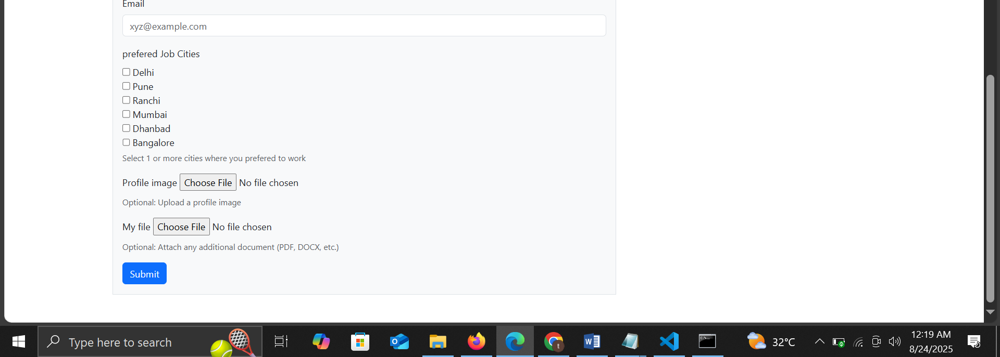 Email
xyz@example.com
prefered Job Cities
Delhi
Pune
Ranchi
Mumbai
Dhanbad
Bangalore
Select 1 or more cities where you prefered to work
Profile image Choose File No file chosen
Optional: Upload a profile image
My file Choose File No file chosen
Optional: Attach any additional document (PDF, DOCX, etc.)
Submit
Type here to search
32°C
12:19 AM
8/24/2025